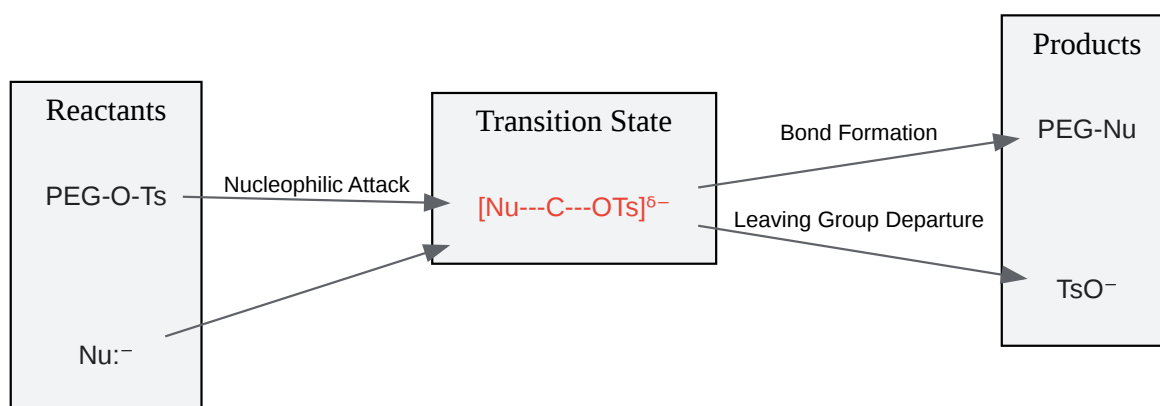 Reactants
PEG-O-Ts
Nu:⁻
Nucleophilic Attack
Transition State
[Nu---C---OTs]ᵟ⁻
Bond Formation
Leaving Group Departure
Products
PEG-Nu
TsO⁻